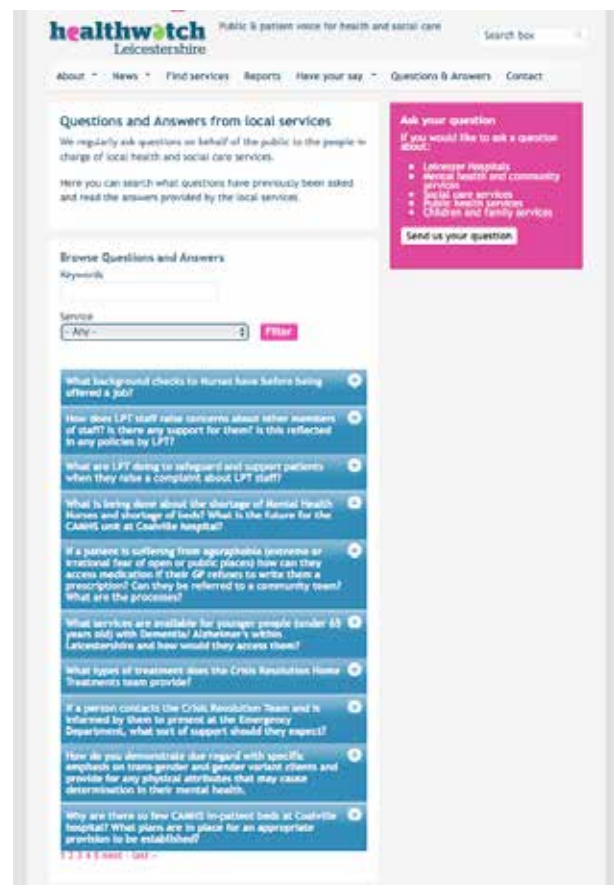 healthwatch
Leicestershire
Public & patient voice for health and social care
Search box
About
News
Find services
Reports
Have your say
Questions & Answers
Contact
Questions and Answers from local services
We regularly ask questions on behalf of the public to the people in
charge of local health and social care services.
Here you can search what questions have previously been asked
and read the answers provided by the local services.
Browse Questions and Answers
Keywords
Service
- Any -
Filter
What background checks to Nurses have before being
offered a job?
How does LPT staff raise concerns about other members
of staff? Is there any support for them? Is this reflected
in any policies by LPT?
What are LPT doing to safeguard and support patients
when they raise a complaint about LPT staff?
What is being done about the shortage of Mental Health
Nurses and shortage of beds? What is the future for the
CAMHS unit at Coalville hospital?
If a patient is suffering from agoraphobia (extreme or
irrational fear of open or public places) how can they
access medication if their GP refuses to write them a
prescription? Can they be referred to a community team?
What are the processes?
What services are available for younger people (under 65
years old) with Dementia/ Alzheimer's within
Leicestershire and how would they access them?
What types of treatment does the Crisis Resolution Home
Treatments team provide?
If a person contacts the Crisis Resolution Team and is
informed by them to present at the Emergency
Department, what sort of support should they expect?
How do you demonstrate due regard with specific
emphasis on trans-gender and gender variant clients and
provide for any physical attributes that may cause
determination in their mental health.
Why are there so few CAMHS in-patient beds at Coalville
hospital? What plans are in place for an appropriate
provision to be established?
1 2 3 4 5 next › last »
Ask your question
If you would like to ask a question
about:
Leicester Hospitals
Mental health and community
services
Social care services
Public health services
Children and family services
Send us your question